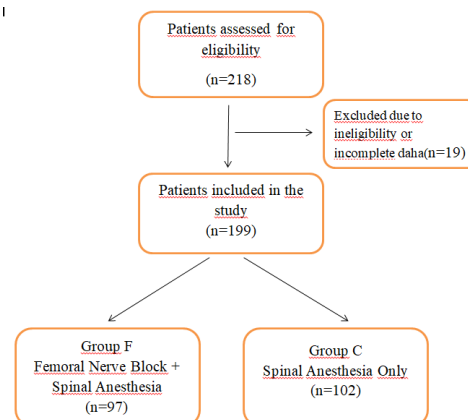 Patients assessed for
eligibility
(n=218)
Excluded due to
ineligibility or
incomplete daha(n=19)
Patients included in the
study
(n=199)
Group F
Femoral Nerve Block +
Spinal Anesthesia
(n=97)
Group C
Spinal Anesthesia Only
(n=102)